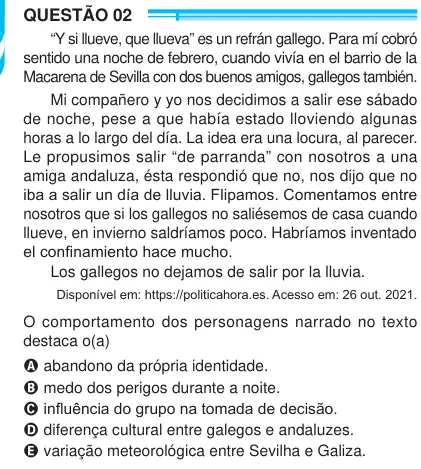 QUESTÃO 02
“Y si llueve, que llueva” es un refrán gallego. Para mí cobró
sentido una noche de febrero, cuando vivía en el barrio de la
Macarena de Sevilla con dos buenos amigos, gallegos también.
Mi compañero y yo nos decidimos a salir ese sábado
de noche, pese a que había estado lloviendo algunas
horas a lo largo del día. La idea era una locura, al parecer.
Le propusimos salir “de parranda” con nosotros a una
amiga andaluza, ésta respondió que no, nos dijo que no
iba a salir un día de lluvia. Flipamos. Comentamos entre
nosotros que si los gallegos no saliésemos de casa cuando
llueve, en invierno saldríamos poco. Habríamos inventado
el confinamiento hace mucho.
Los gallegos no dejamos de salir por la lluvia.
Disponível em: https://politicahora.es. Acesso em: 26 out. 2021.
O comportamento dos personagens narrado no texto
destaca o(a)
A abandono da própria identidade.
B medo dos perigos durante a noite.
C influência do grupo na tomada de decisão.
D diferença cultural entre galegos e andaluzes.
E variação meteorológica entre Sevilha e Galiza.